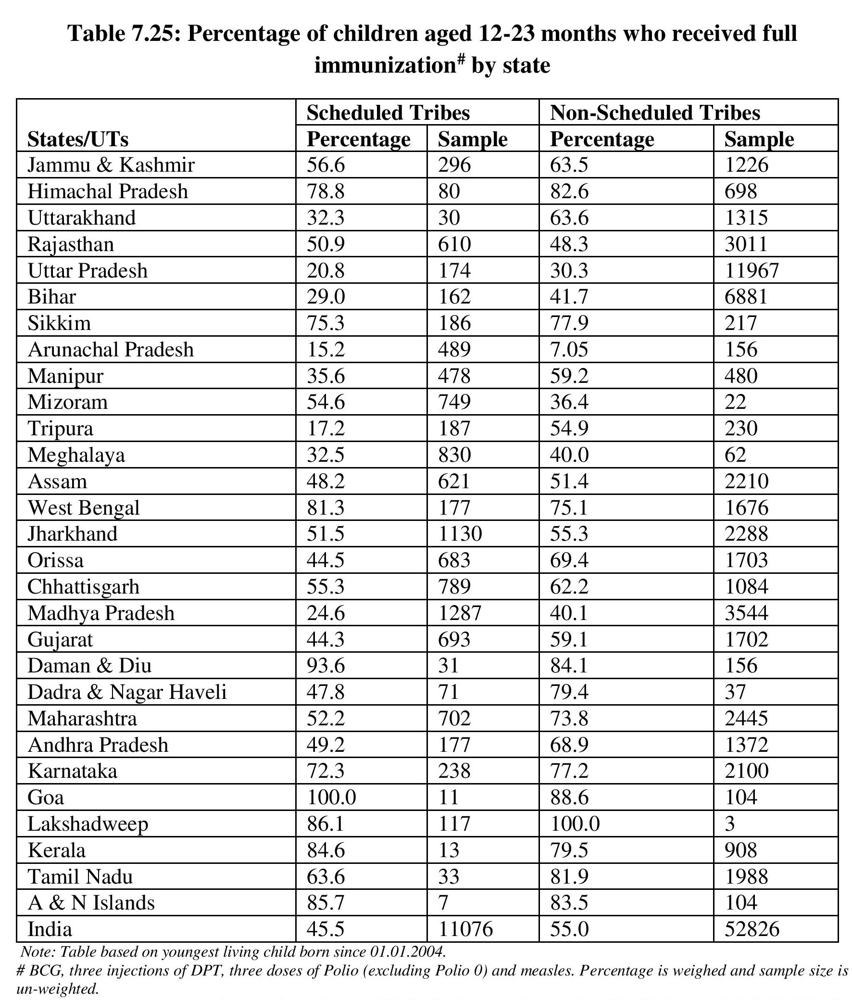 Table 7.25: Percentage of children aged 12-23 months who received full
immunization# by state
Scheduled Tribes Non-Scheduled Tribes
States/UTs Percentage Sample Percentage Sample
Jammu & Kashmir 56.6 296 63.5 1226
Himachal Pradesh 78.8 80 82.6 698
Uttarakhand 32.3 30 63.6 1315
Rajasthan 50.9 610 48.3 3011
Uttar Pradesh 20.8 174 30.3 11967
Bihar 29.0 162 41.7 6881
Sikkim 75.3 186 77.9 217
Arunachal Pradesh 15.2 489 7.05 156
Manipur 35.6 478 59.2 480
Mizoram 54.6 749 36.4 22
Tripura 17.2 187 54.9 230
Meghalaya 32.5 830 40.0 62
Assam 48.2 621 51.4 2210
West Bengal 81.3 177 75.1 1676
Jharkhand 51.5 1130 55.3 2288
Orissa 44.5 683 69.4 1703
Chhattisgarh 55.3 789 62.2 1084
Madhya Pradesh 24.6 1287 40.1 3544
Gujarat 44.3 693 59.1 1702
Daman & Diu 93.6 31 84.1 156
Dadra & Nagar Haveli 47.8 71 79.4 37
Maharashtra 52.2 702 73.8 2445
Andhra Pradesh 49.2 177 68.9 1372
Karnataka 72.3 238 77.2 2100
Goa 100.0 11 88.6 104
Lakshadweep 86.1 117 100.0 3
Kerala 84.6 13 79.5 908
Tamil Nadu 63.6 33 81.9 1988
A & N Islands 85.7 7 83.5 104
India 45.5 11076 55.0 52826
Note: Table based on youngest living child born since 01.01.2004.
# BCG, three injections of DPT, three doses of Polio (excluding Polio 0) and measles. Percentage is weighed and sample size is
un-weighted.